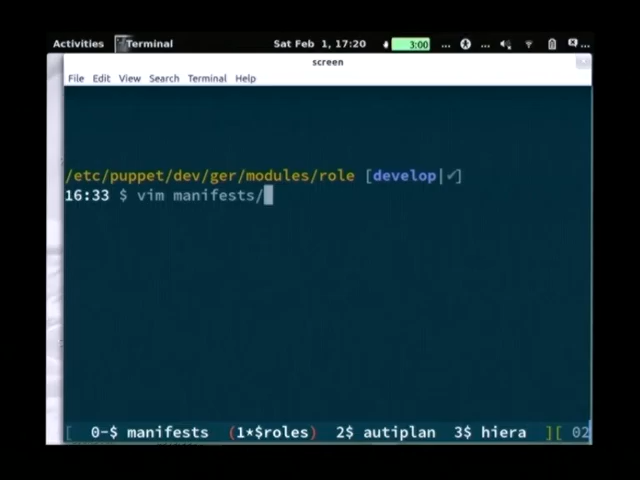 Activities Terminal Sat Feb 1, 17:20 3:00 ... ... ...
screen
File Edit View Search Terminal Help
/etc/puppet/dev/ger/modules/role [develop|✓]
16:33 $ vim manifests/
[ 0-$ manifests (1*$roles) 2$ autiplan 3$ hiera ][ 02